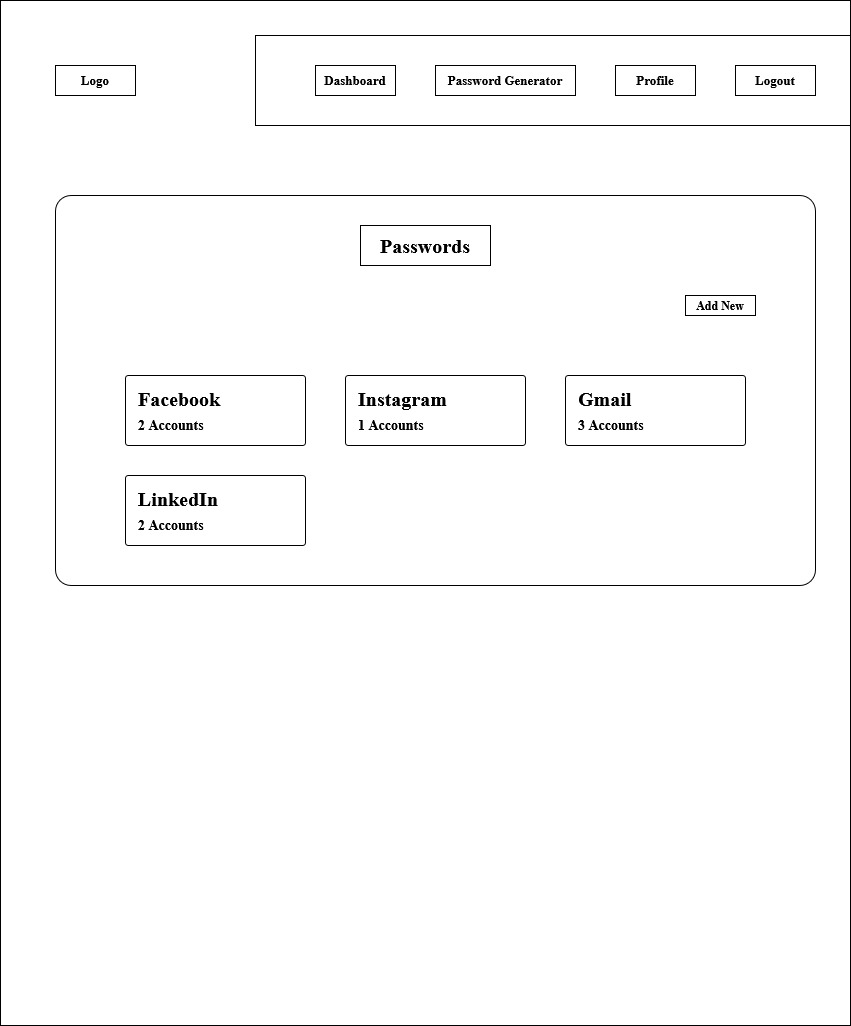 Logo
Dashboard
Password Generator
Profile
Logout
Passwords
Add New
Facebook
2 Accounts
Instagram
1 Accounts
Gmail
3 Accounts
LinkedIn
2 Accounts